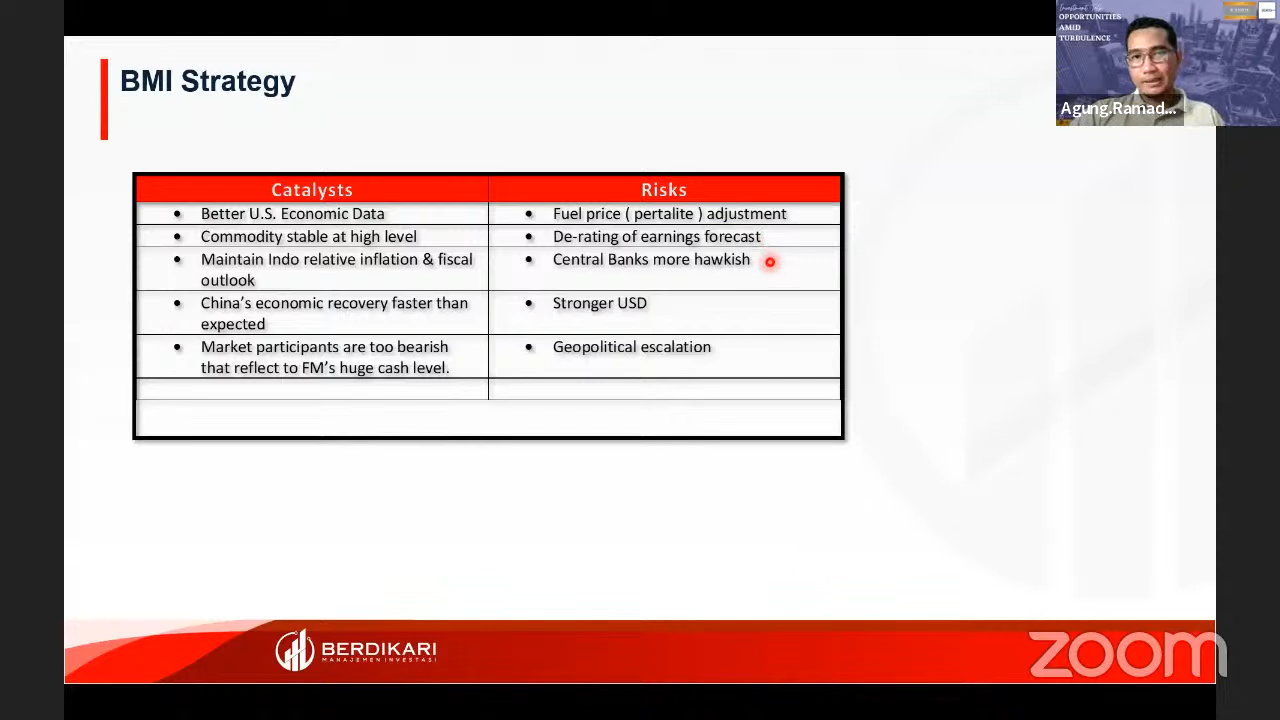 BMI Strategy
Investment Talk
OPPORTUNITIES
AMID
TURBULENCE
Agung.Ramad...
Catalysts
Risks
• Better U.S. Economic Data
• Fuel price ( pertalite ) adjustment
• Commodity stable at high level
• De-rating of earnings forecast
• Maintain Indo relative inflation & fiscal
outlook
• Central Banks more hawkish
• China’s economic recovery faster than
expected
• Stronger USD
• Market participants are too bearish
that reflect to FM’s huge cash level.
• Geopolitical escalation
BERDIKARI
MANAJEMEN INVESTASI
zoom